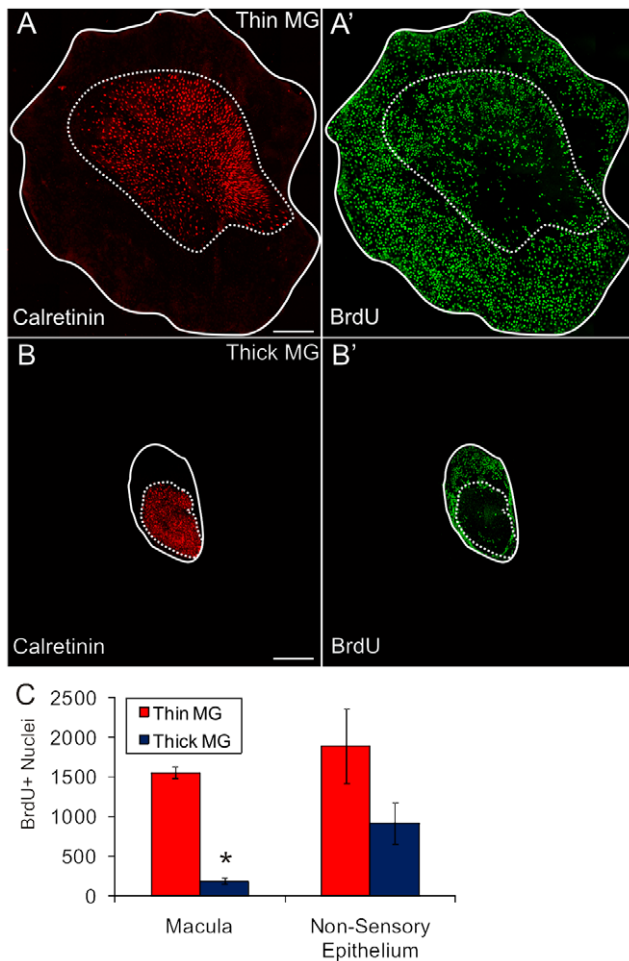 A Thin MG A'
Calretinin BrdU
B Thick MG B'
Calretinin BrdU
C
BrdU+ Nuclei
2500
2000
1500
1000
500
0
Thin MG
Thick MG
*
Macula Non-Sensory
Epithelium